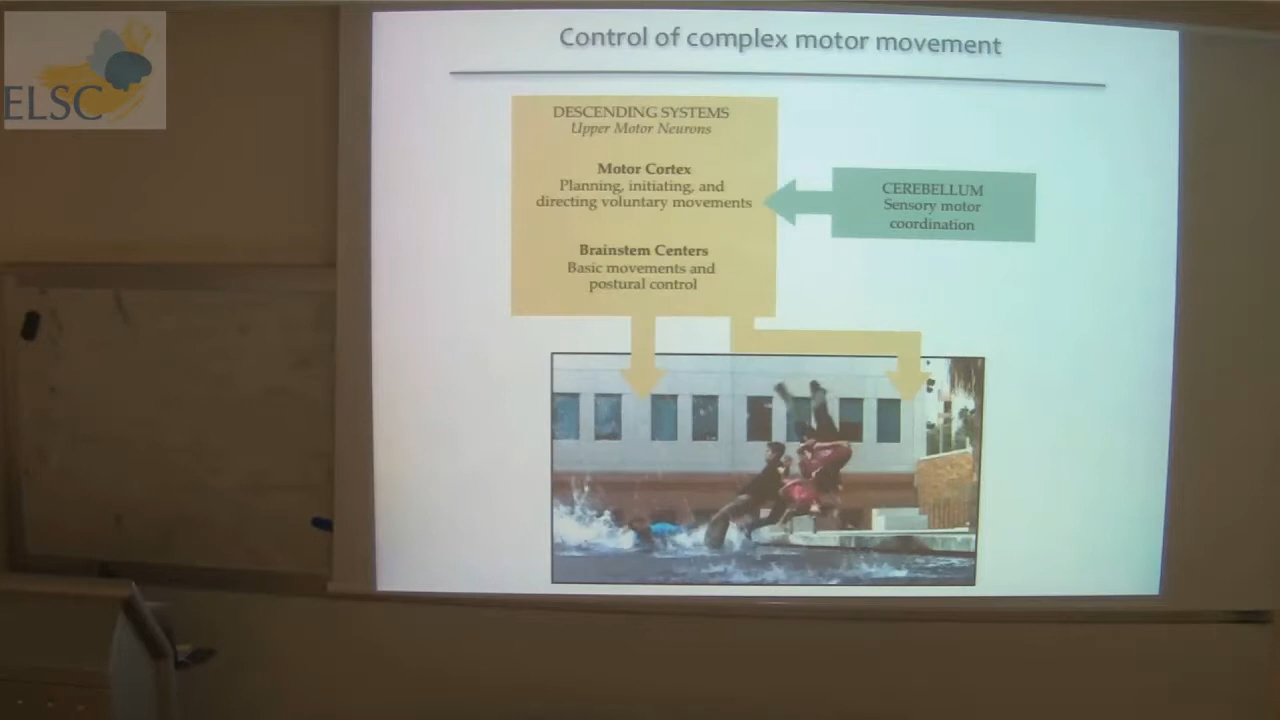 ELSC
Control of complex motor movement
DESCENDING SYSTEMS
Upper Motor Neurons
Motor Cortex
Planning, initiating, and
directing voluntary movements
Brainstem Centers
Basic movements and
postural control
CEREBELLUM
Sensory motor
coordination